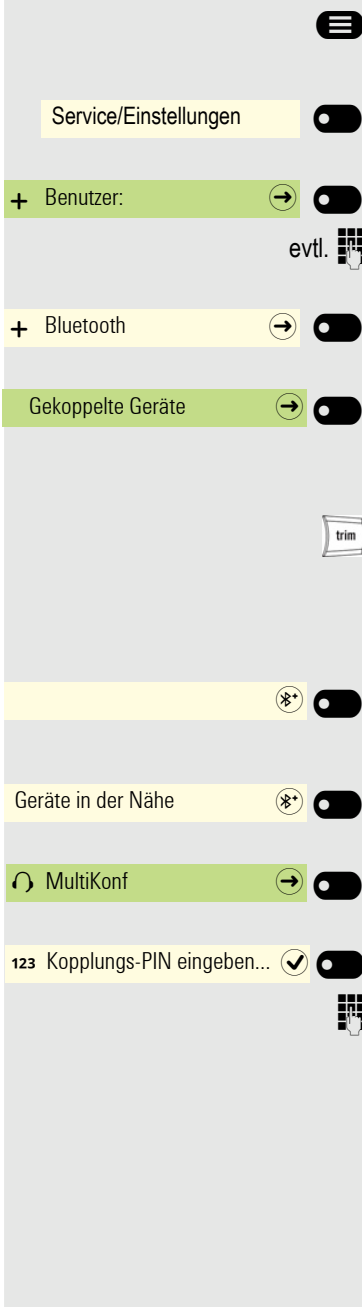 Service/Einstellungen
+ Benutzer:
evtl.
+ Bluetooth
Gekoppelte Geräte
trim
Geräte in der Nähe
MultiKonf
123 Kopplungs-PIN eingeben...